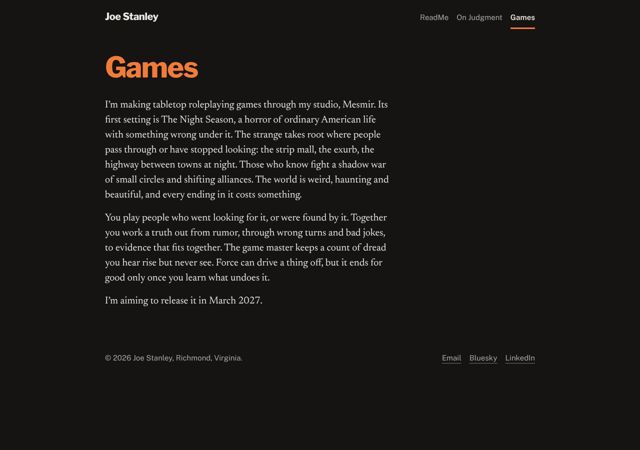 Joe Stanley
ReadMe On Judgment Games
Games
I'm making tabletop roleplaying games through my studio, Mesmir. Its
first setting is The Night Season, a horror of ordinary American life
with something wrong under it. The strange takes root where people
pass through or have stopped looking: the strip mall, the exurb, the
highway between towns at night. Those who know fight a shadow war
of small circles and shifting alliances. The world is weird, haunting and
beautiful, and every ending in it costs something.
You play people who went looking for it, or were found by it. Together
you work a truth out from rumor, through wrong turns and bad jokes,
to evidence that fits together. The game master keeps a count of dread
you hear rise but never see. Force can drive a thing off, but it ends for
good only once you learn what undoes it.
I'm aiming to release it in March 2027.
© 2026 Joe Stanley, Richmond, Virginia.
Email Bluesky LinkedIn